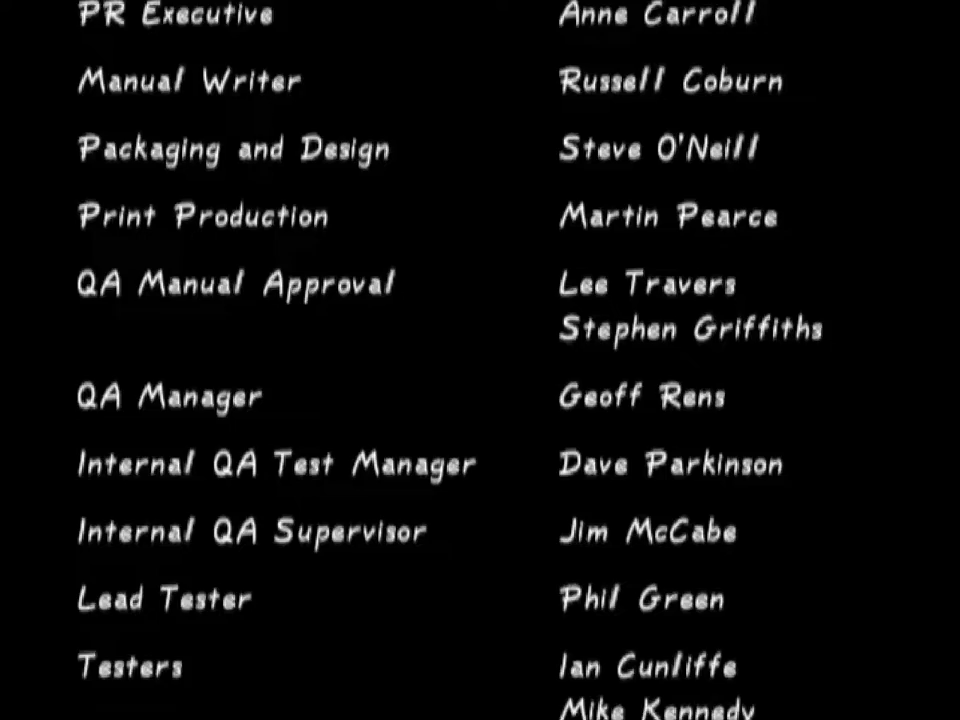 PR Executive Anne Carroll
Manual Writer Russell Coburn
Packaging and Design Steve O'Neill
Print Production Martin Pearce
QA Manual Approval Lee Travers
Stephen Griffiths
QA Manager Geoff Rens
Internal QA Test Manager Dave Parkinson
Internal QA Supervisor Jim McCabe
Lead Tester Phil Green
Testers Ian Cunliffe
Mike Kennedy